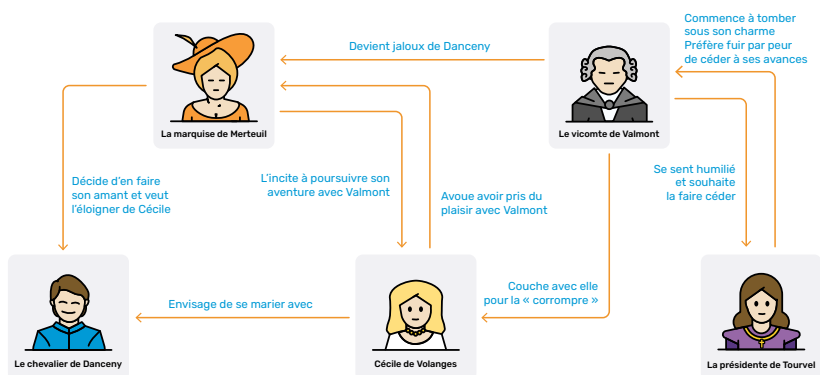 Commence à tomber
sous son charme
Préfère fuir par peur
de céder à ses avances
Devient jaloux de Danceny
La marquise de Merteuil
Le vicomte de Valmont
Décide d'en faire
son amant et veut
l'éloigner de Cécile
L'incite à poursuivre son
aventure avec Valmont
Avoue avoir pris du
plaisir avec Valmont
Se sent humilié
et souhaite
la faire céder
Envisage de se marier avec
Couche avec elle
pour la « corrompre »
Le chevalier de Danceny
Cécile de Volanges
La présidente de Tourvel